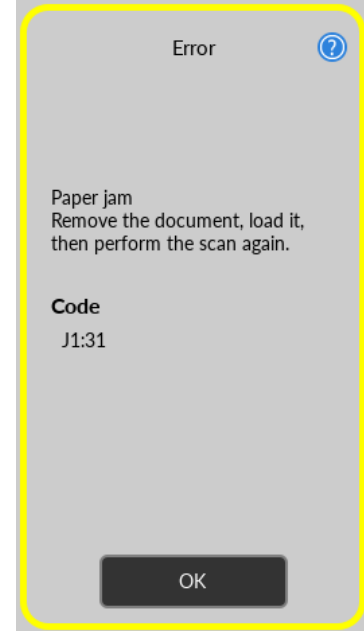 Error
?
Paper jam
Remove the document, load it,
then perform the scan again.
Code
J1:31
OK